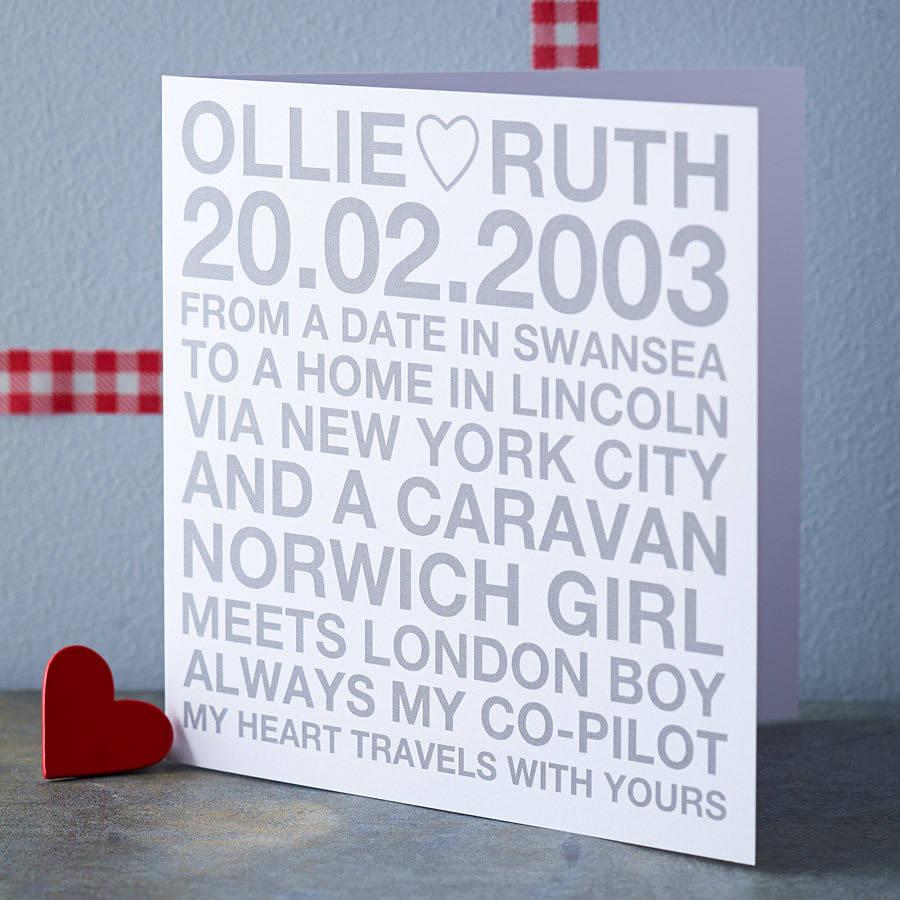 OLLIE♡RUTH
20.02.2003
FROM A DATE IN SWANSEA
TO A HOME IN LINCOLN
VIA NEW YORK CITY
AND A CARAVAN
NORWICH GIRL
MEETS LONDON BOY
ALWAYS MY CO-PILOT
MY HEART TRAVELS WITH YOURS